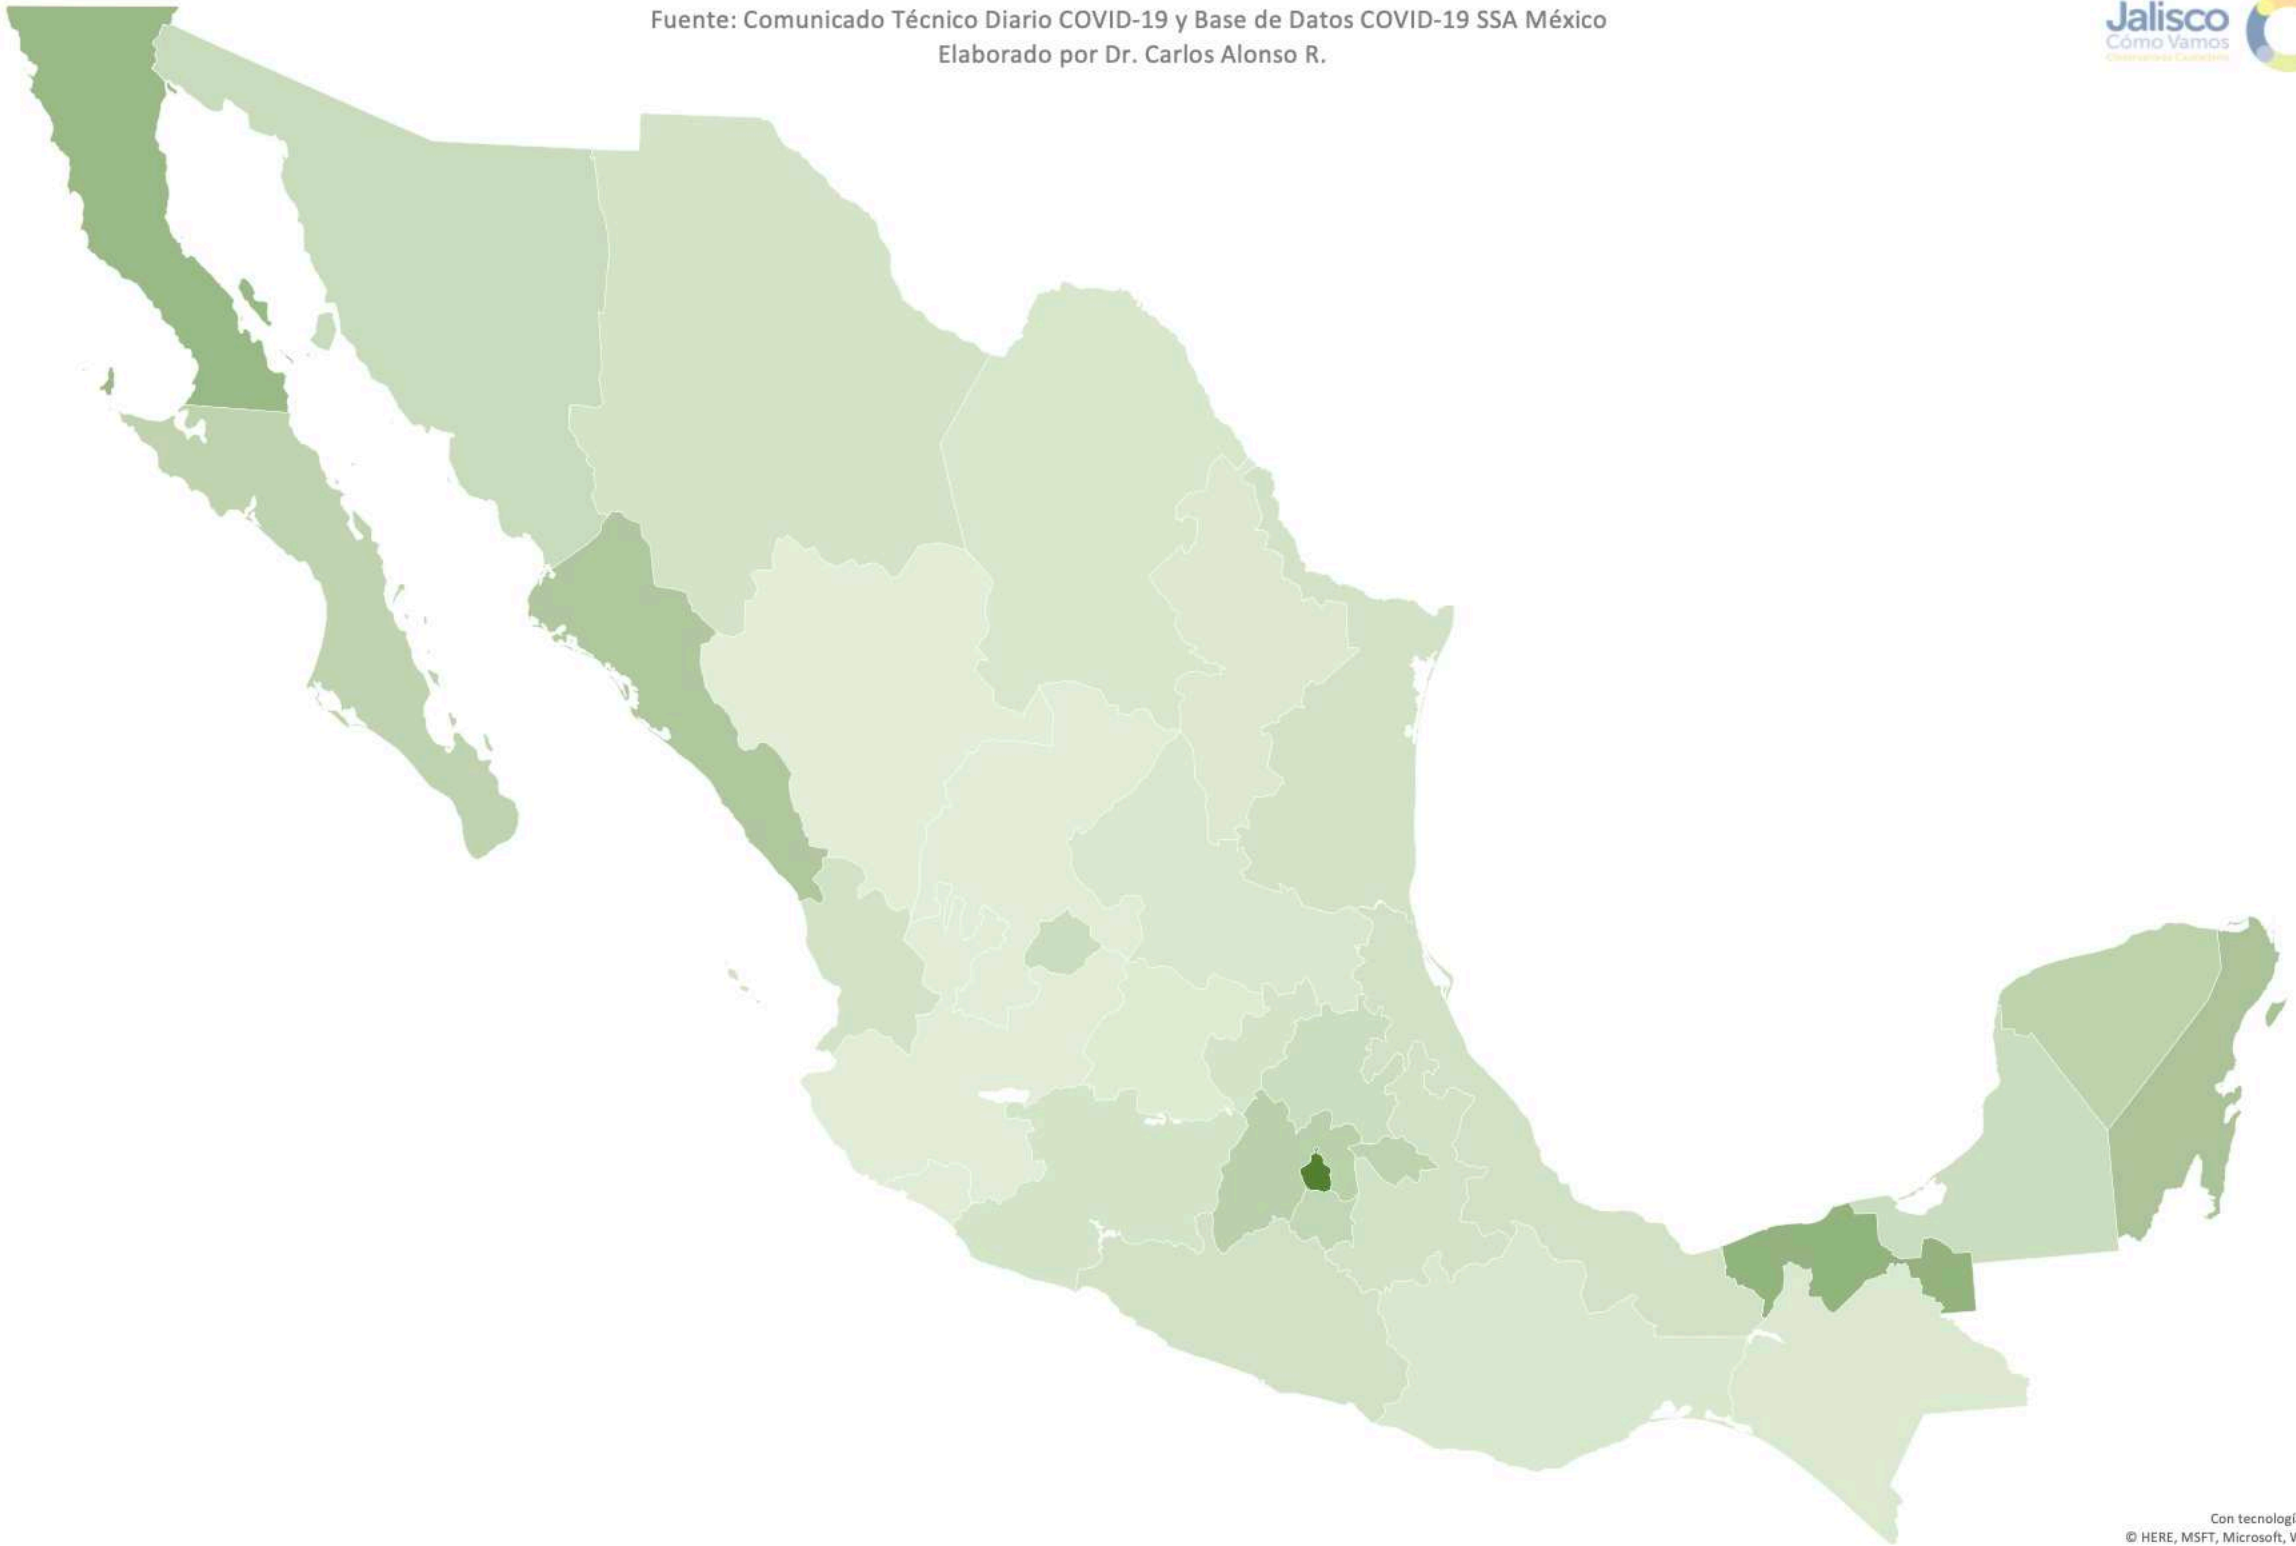 Fuente: Comunicado Técnico Diario COVID-19 y Base de Datos COVID-19 SSA México
Elaborado por Dr. Carlos Alonso R.
Jalisco
Cómo Vamos
Con tecnologí
© HERE, MSFT, Microsoft, W